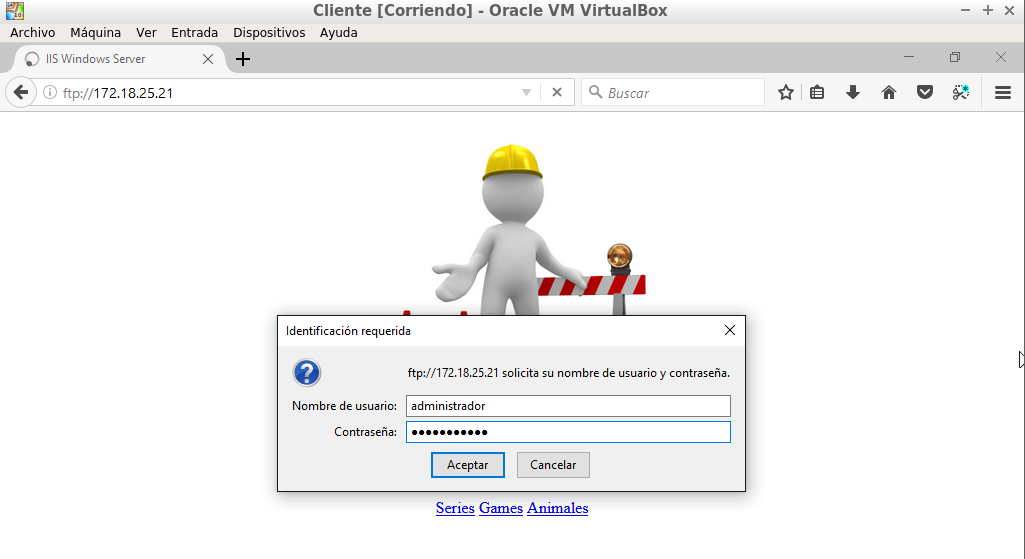 Cliente [Corriendo] - Oracle VM VirtualBox
Archivo Máquina Ver Entrada Dispositivos Ayuda
IIS Windows Server
ftp://172.18.25.21
Buscar
Identificación requerida
ftp://172.18.25.21 solicita su nombre de usuario y contraseña.
Nombre de usuario: administrador
Contraseña: •••••••••••
Aceptar Cancelar
Series Games Animales